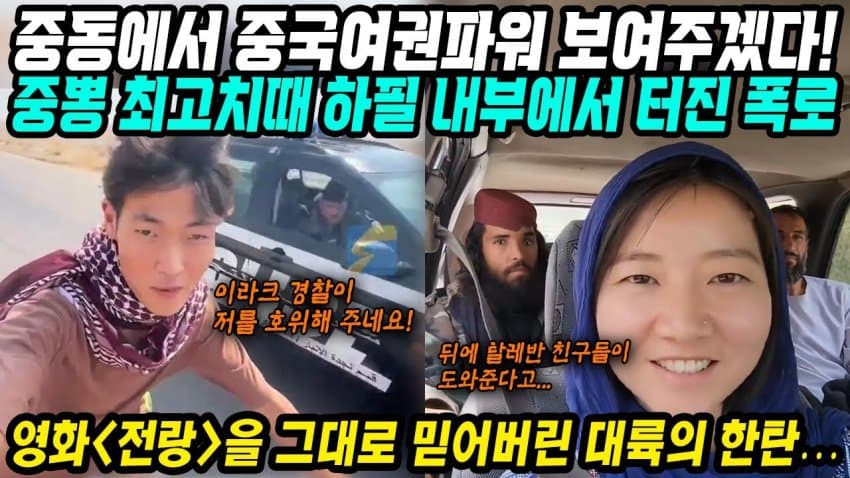 중동에서 중국여권파워 보여주겠다!
중뽕 최고치때 하필 내부에서 터진 폭로
이라크 경찰이
저를 호위해 주네요!
뒤에 탈레반 친구들이
도와준다고...
영화<전랑>을 그대로 믿어버린 대륙의 한탄...